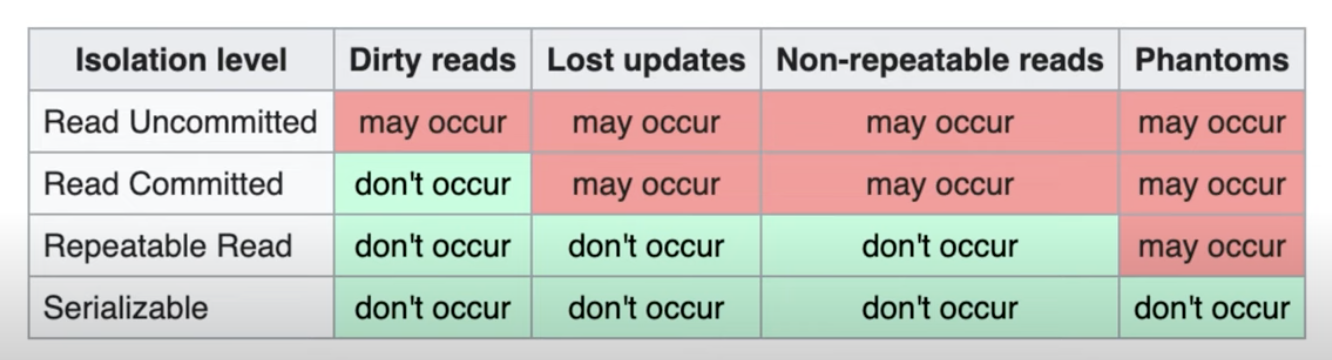 Isolation level Dirty reads Lost updates Non-repeatable reads Phantoms
Read Uncommitted may occur may occur may occur may occur
Read Committed don't occur may occur may occur may occur
Repeatable Read don't occur don't occur don't occur may occur
Serializable don't occur don't occur don't occur don't occur